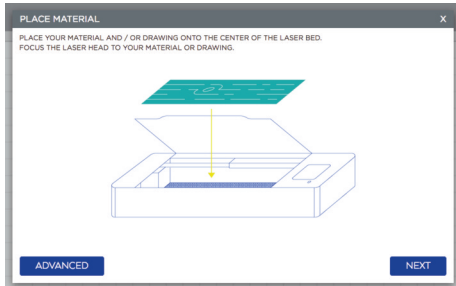 PLACE MATERIAL X
PLACE YOUR MATERIAL AND / OR DRAWING ONTO THE CENTER OF THE LASER BED.
FOCUS THE LASER HEAD TO YOUR MATERIAL OR DRAWING.
ADVANCED NEXT